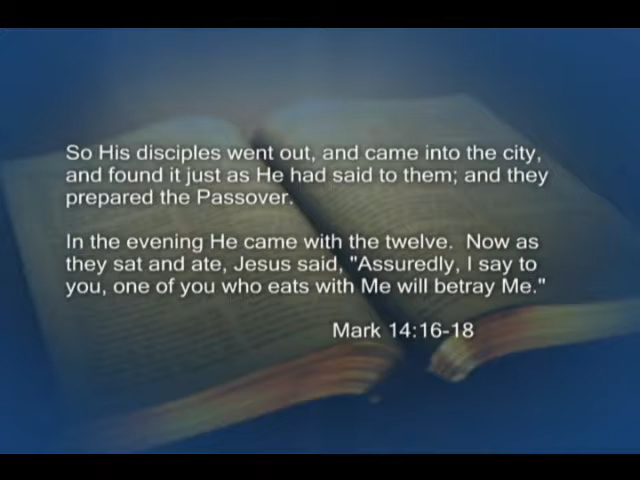 So His disciples went out, and came into the city,
and found it just as He had said to them; and they
prepared the Passover.
In the evening He came with the twelve.  Now as
they sat and ate, Jesus said, "Assuredly, I say to
you, one of you who eats with Me will betray Me."
Mark 14:16-18